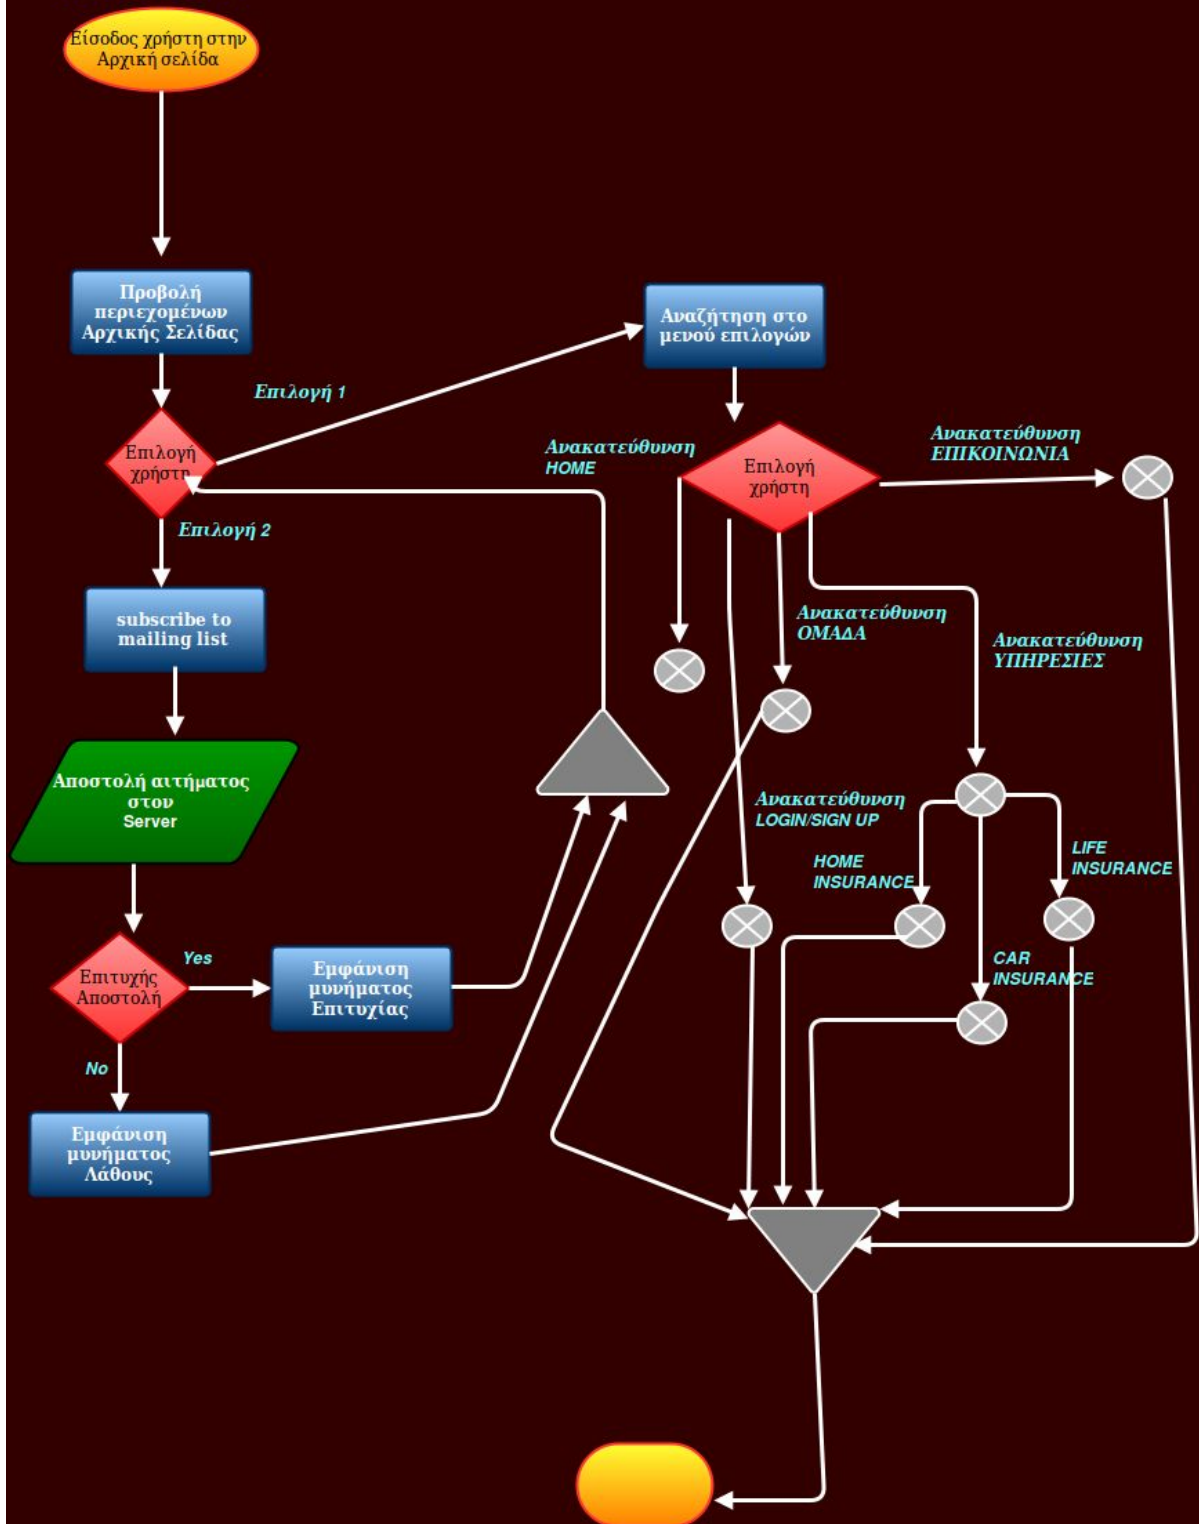 Είσοδος χρήστη στην
Αρχική σελίδα
Προβολή
περιεχομένων
Αρχικής Σελίδας
Επιλογή 1
Επιλογή
χρήστη
Επιλογή 2
subscribe to
mailing list
Αποστολή αιτήματος
στον
Server
Επιτυχής
Αποστολή
Yes
Εμφάνιση
μυνήματος
Επιτυχίας
No
Εμφάνιση
μυνήματος
Λάθους
Αναζήτηση στο
μενού επιλογών
Επιλογή
χρήστη
Ανακατεύθυνση
HOME
Ανακατεύθυνση
ΕΠΙΚΟΙΝΩΝΙΑ
Ανακατεύθυνση
ΟΜΑΔΑ
Ανακατεύθυνση
ΥΠΗΡΕΣΙΕΣ
Ανακατεύθυνση
LOGIN/SIGN UP
HOME
INSURANCE
LIFE
INSURANCE
CAR
INSURANCE